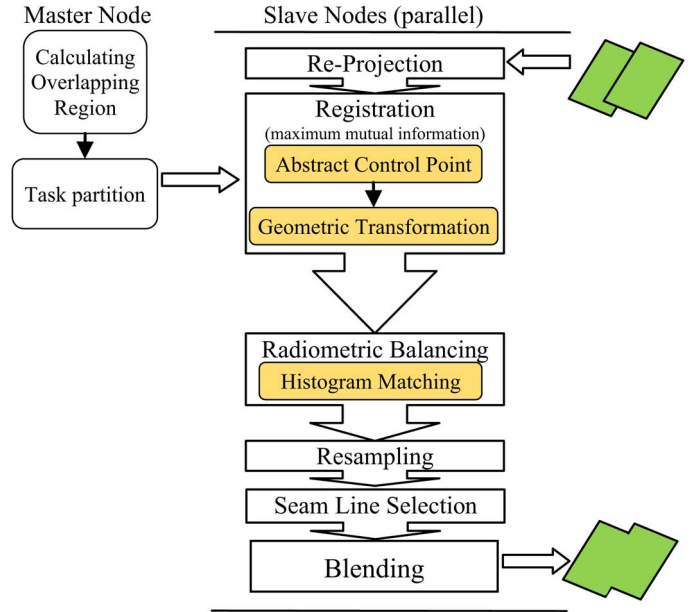 Master Node
Slave Nodes (parallel)
Calculating
Overlapping
Region
Task partition
Re-Projection
Registration
(maximum mutual information)
Abstract Control Point
Geometric Transformation
Radiometric Balancing
Histogram Matching
Resampling
Seam Line Selection
Blending